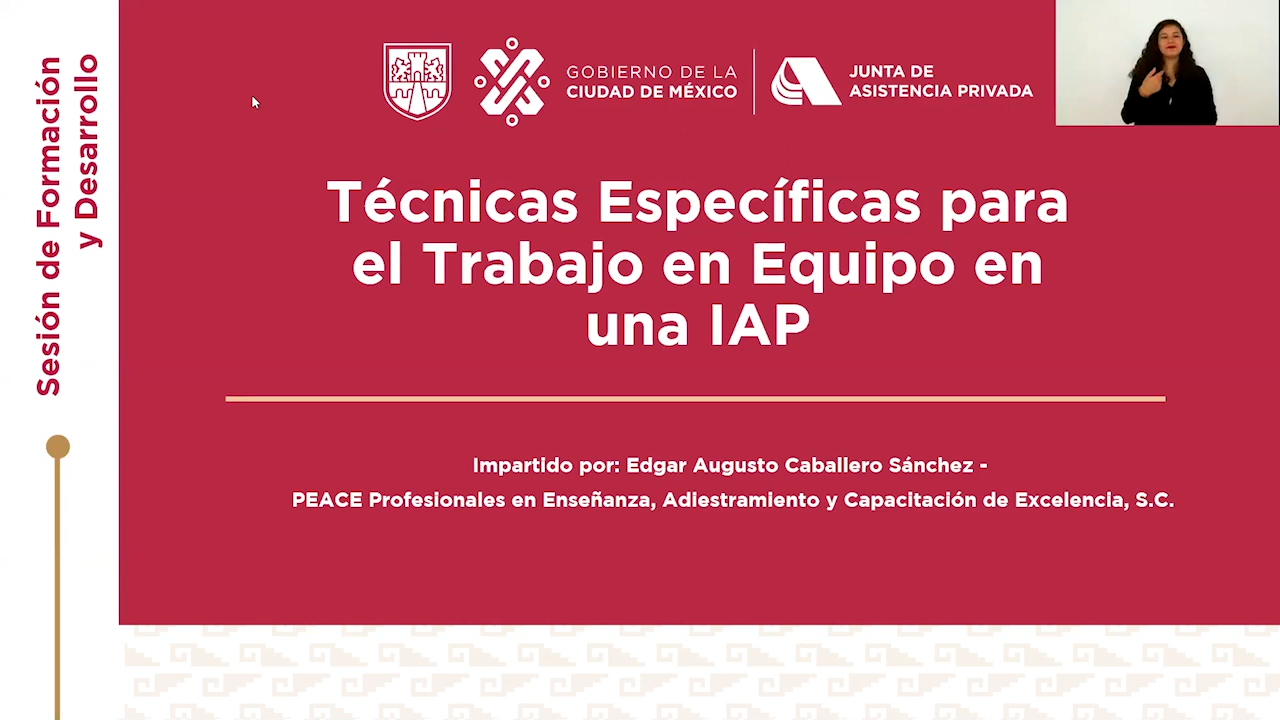 Sesión de Formación
y Desarrollo
GOBIERNO DE LA
CIUDAD DE MÉXICO
JUNTA DE
ASISTENCIA PRIVADA
Técnicas Específicas para
el Trabajo en Equipo en
una IAP
Impartido por: Edgar Augusto Caballero Sánchez -
PEACE Profesionales en Enseñanza, Adiestramiento y Capacitación de Excelencia, S.C.